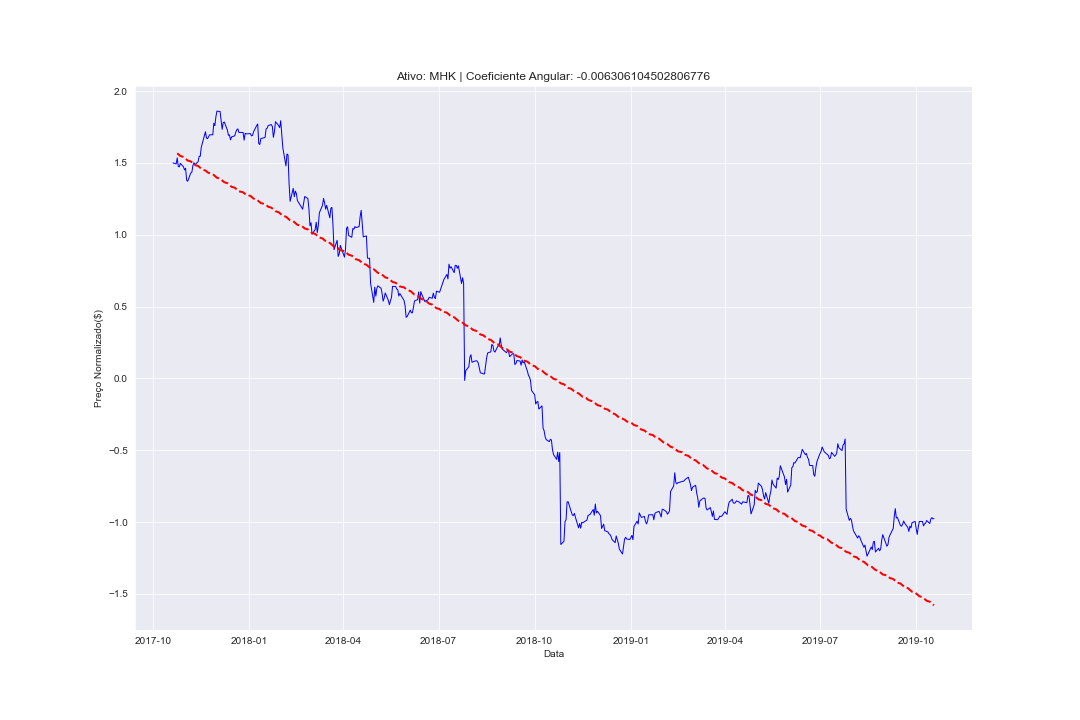 Ativo: MHK | Coeficiente Angular: -0.006306104502806776
2.0
1.5
1.0
0.5
0.0
−0.5
−1.0
−1.5
Preço Normalizado($)
2017-10 2018-01 2018-04 2018-07 2018-10 2019-01 2019-04 2019-07 2019-10
Data